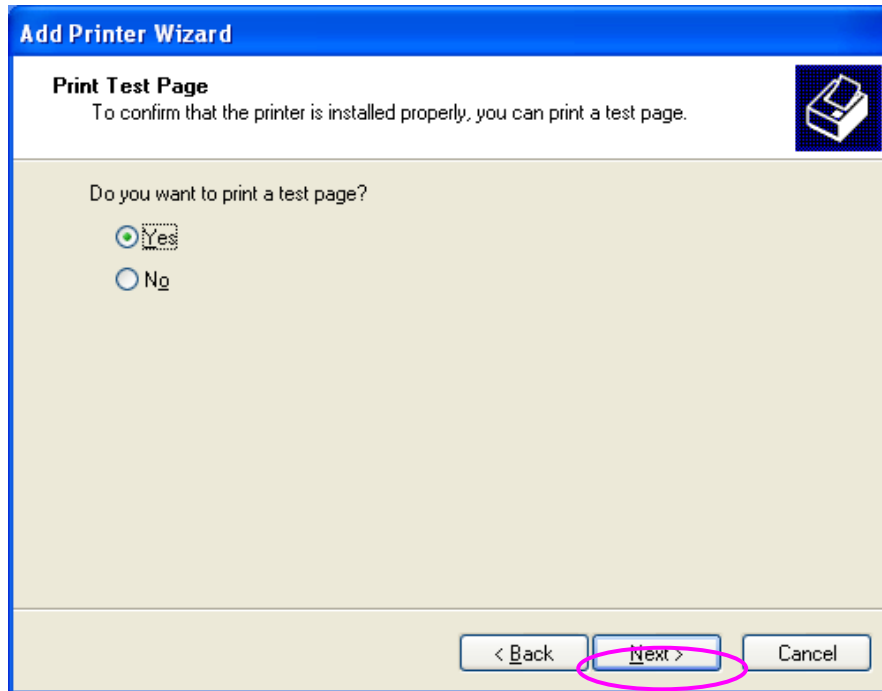 Add Printer Wizard
Print Test Page
To confirm that the printer is installed properly, you can print a test page.
Do you want to print a test page?
Yes
No
< Back Next > Cancel